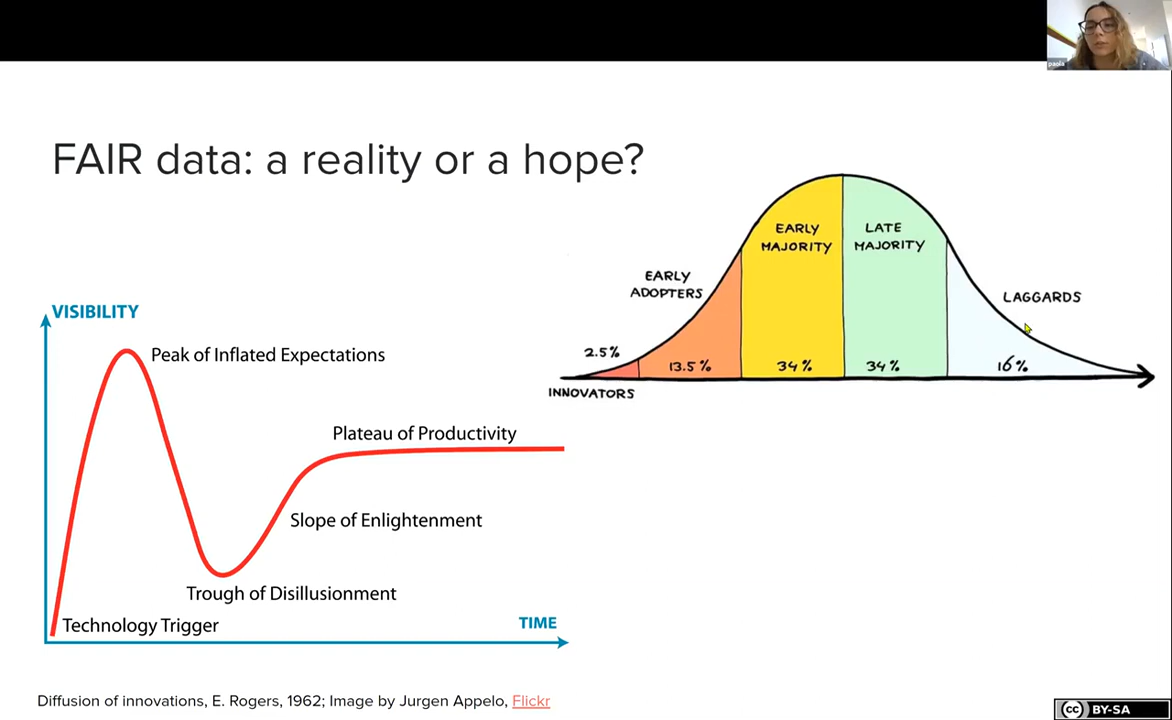 paola
FAIR data: a reality or a hope?
EARLY
MAJORITY
LATE
MAJORITY
EARLY
ADOPTERS
LAGGARDS
2.5%
13.5%
34%
34%
16%
INNOVATORS
VISIBILITY
Peak of Inflated Expectations
Plateau of Productivity
Slope of Enlightenment
Trough of Disillusionment
Technology Trigger
TIME
Diffusion of innovations, E. Rogers, 1962; Image by Jurgen Appelo, Flickr
cc BY-SA